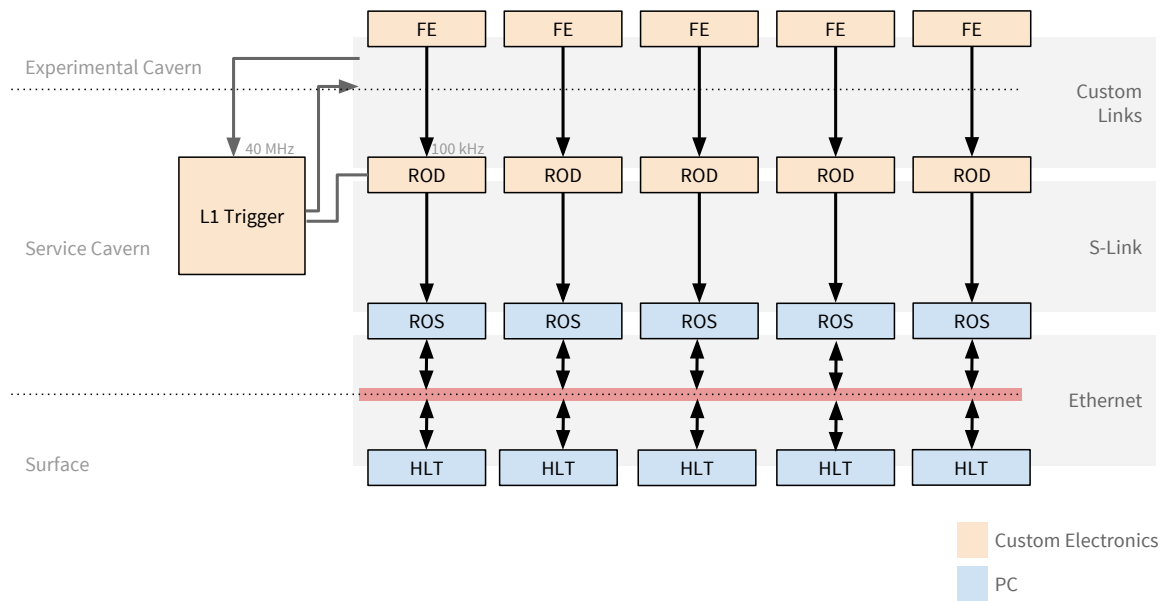 FE FE FE FE FE
Experimental Cavern
Custom
Links
40 MHz
100 kHz
ROD ROD ROD ROD ROD
L1 Trigger
Service Cavern
S-Link
ROS ROS ROS ROS ROS
Ethernet
Surface
HLT HLT HLT HLT HLT
Custom Electronics
PC